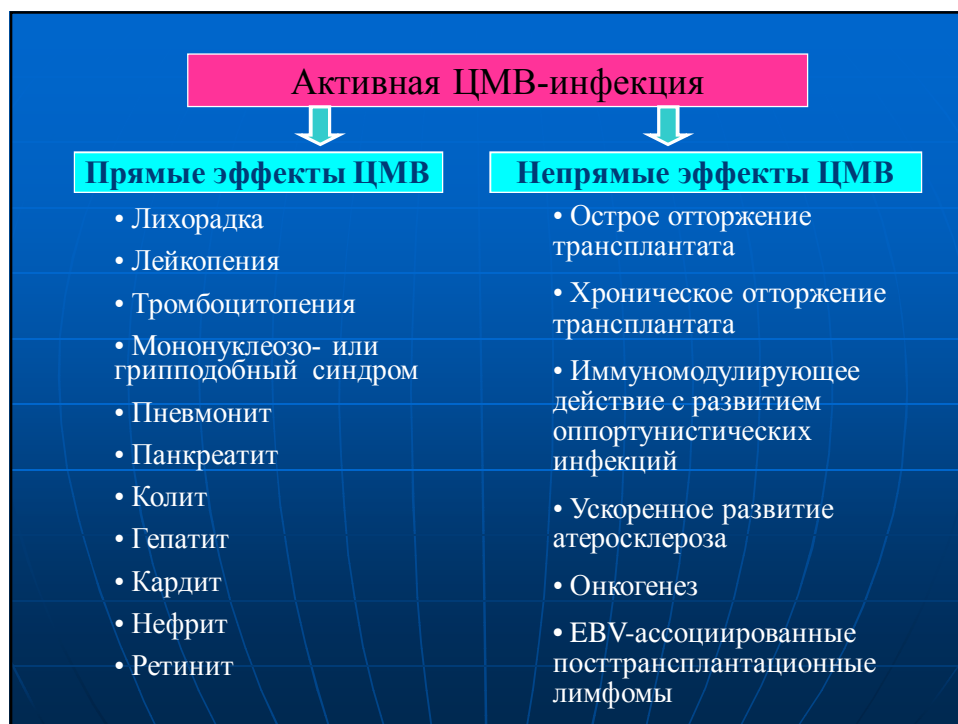 Активная ЦМВ-инфекция
Прямые эффекты ЦМВ
• Лихорадка
• Лейкопения
• Тромбоцитопения
• Мононуклеозо- или
грипподобный синдром
• Пневмонит
• Панкреатит
• Колит
• Гепатит
• Кардит
• Нефрит
• Ретинит
Непрямые эффекты ЦМВ
• Острое отторжение
трансплантата
• Хроническое отторжение
трансплантата
• Иммуномодулирующее
действие с развитием
оппортунистических
инфекций
• Ускоренное развитие
атеросклероза
• Онкогенез
• EBV-ассоциированные
посттрансплантационные
лимфомы